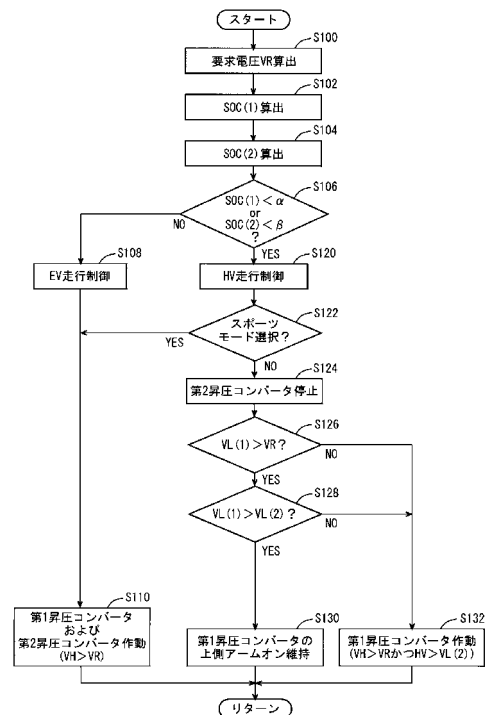 スタート
S100
要求電圧VR算出
S102
SOC(1)算出
S104
SOC(2)算出
S106
SOC(1)<α
or
SOC(2)<β
?
NO
YES
S108
EV走行制御
S120
HV走行制御
S122
スポーツ
モード選択?
YES
NO
S124
第2昇圧コンバータ停止
S126
VL(1)>VR?
NO
YES
S128
VL(1)>VL(2)?
NO
YES
S110
第1昇圧コンバータ
および
第2昇圧コンバータ作動
(VH>VR)
S130
第1昇圧コンバータの
上側アームオン維持
S132
第1昇圧コンバータ作動
(VH>VRかつHV>VL(2))
リターン